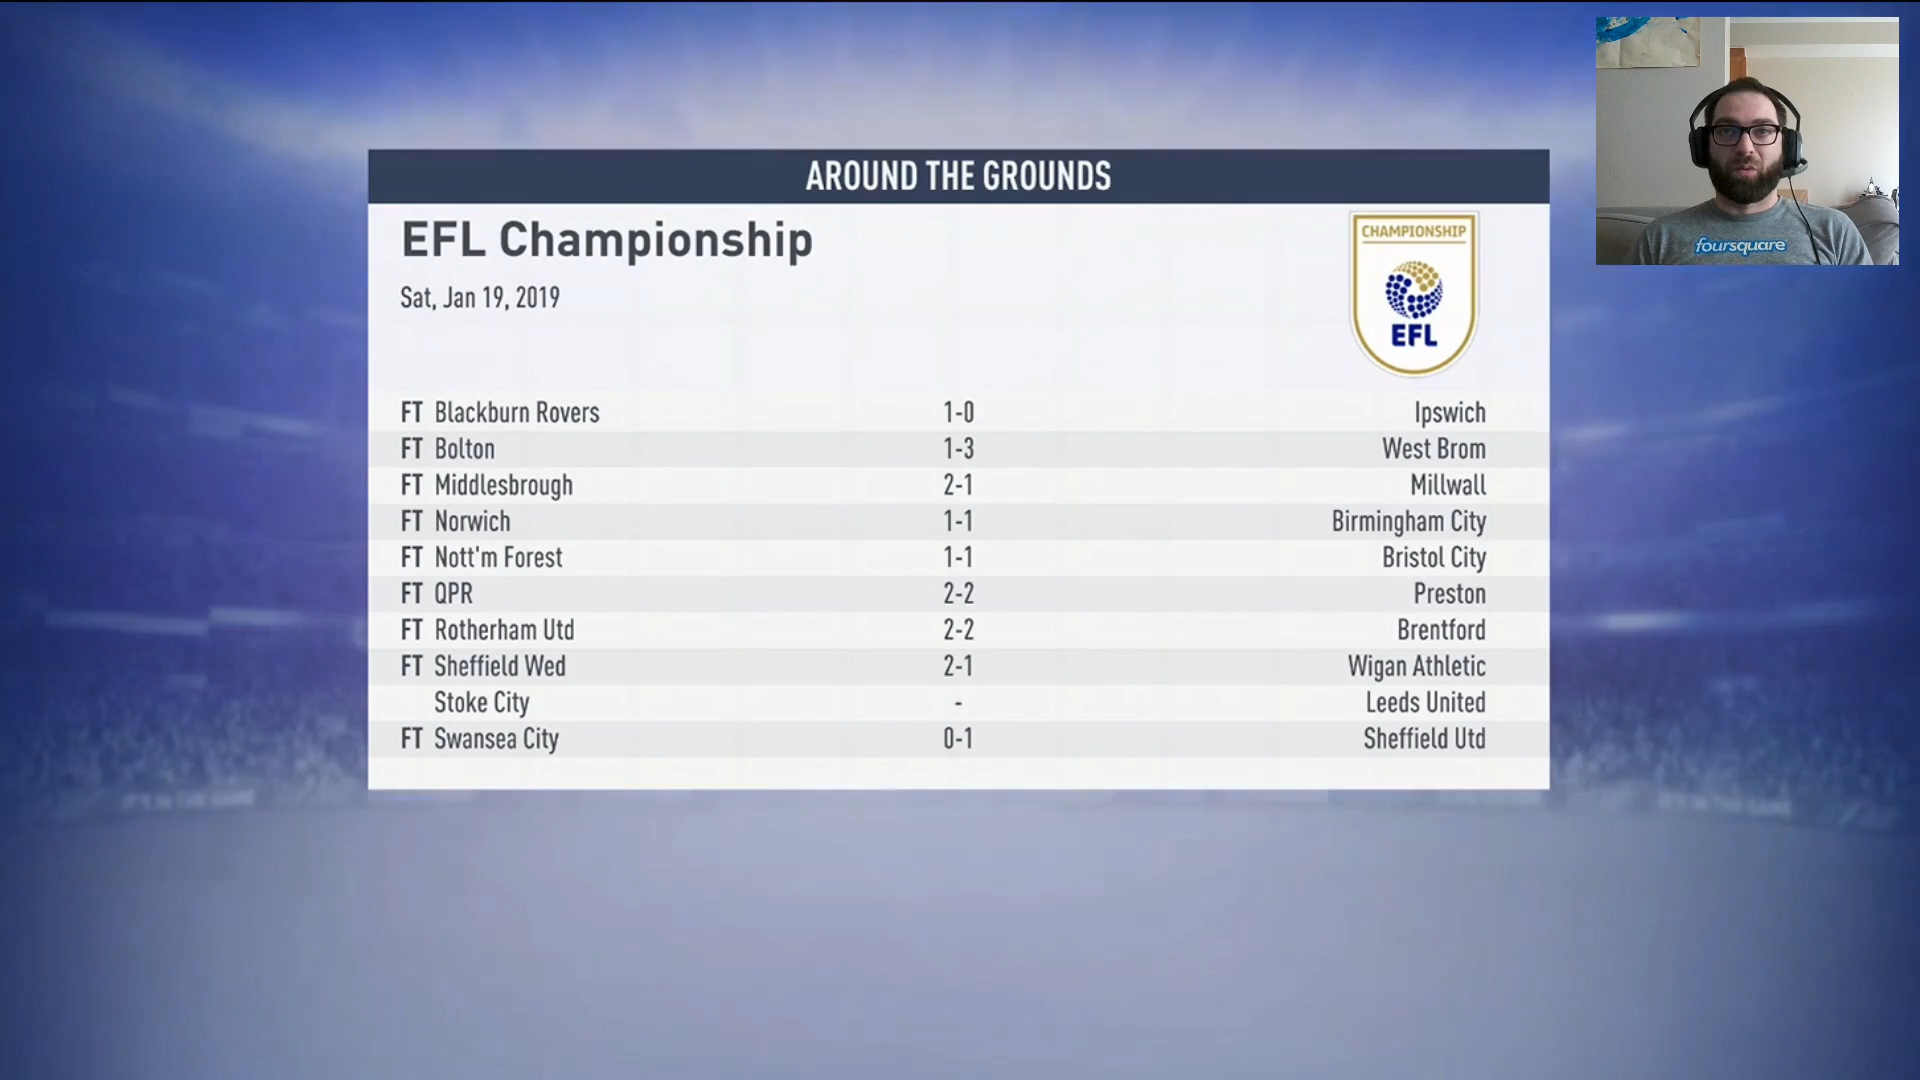 AROUND THE GROUNDS
EFL Championship
Sat, Jan 19, 2019
CHAMPIONSHIP
EFL
FT Blackburn Rovers 1-0 Ipswich
FT Bolton 1-3 West Brom
FT Middlesbrough 2-1 Millwall
FT Norwich 1-1 Birmingham City
FT Nott'm Forest 1-1 Bristol City
FT QPR 2-2 Preston
FT Rotherham Utd 2-2 Brentford
FT Sheffield Wed 2-1 Wigan Athletic
Stoke City - Leeds United
FT Swansea City 0-1 Sheffield Utd
foursquare